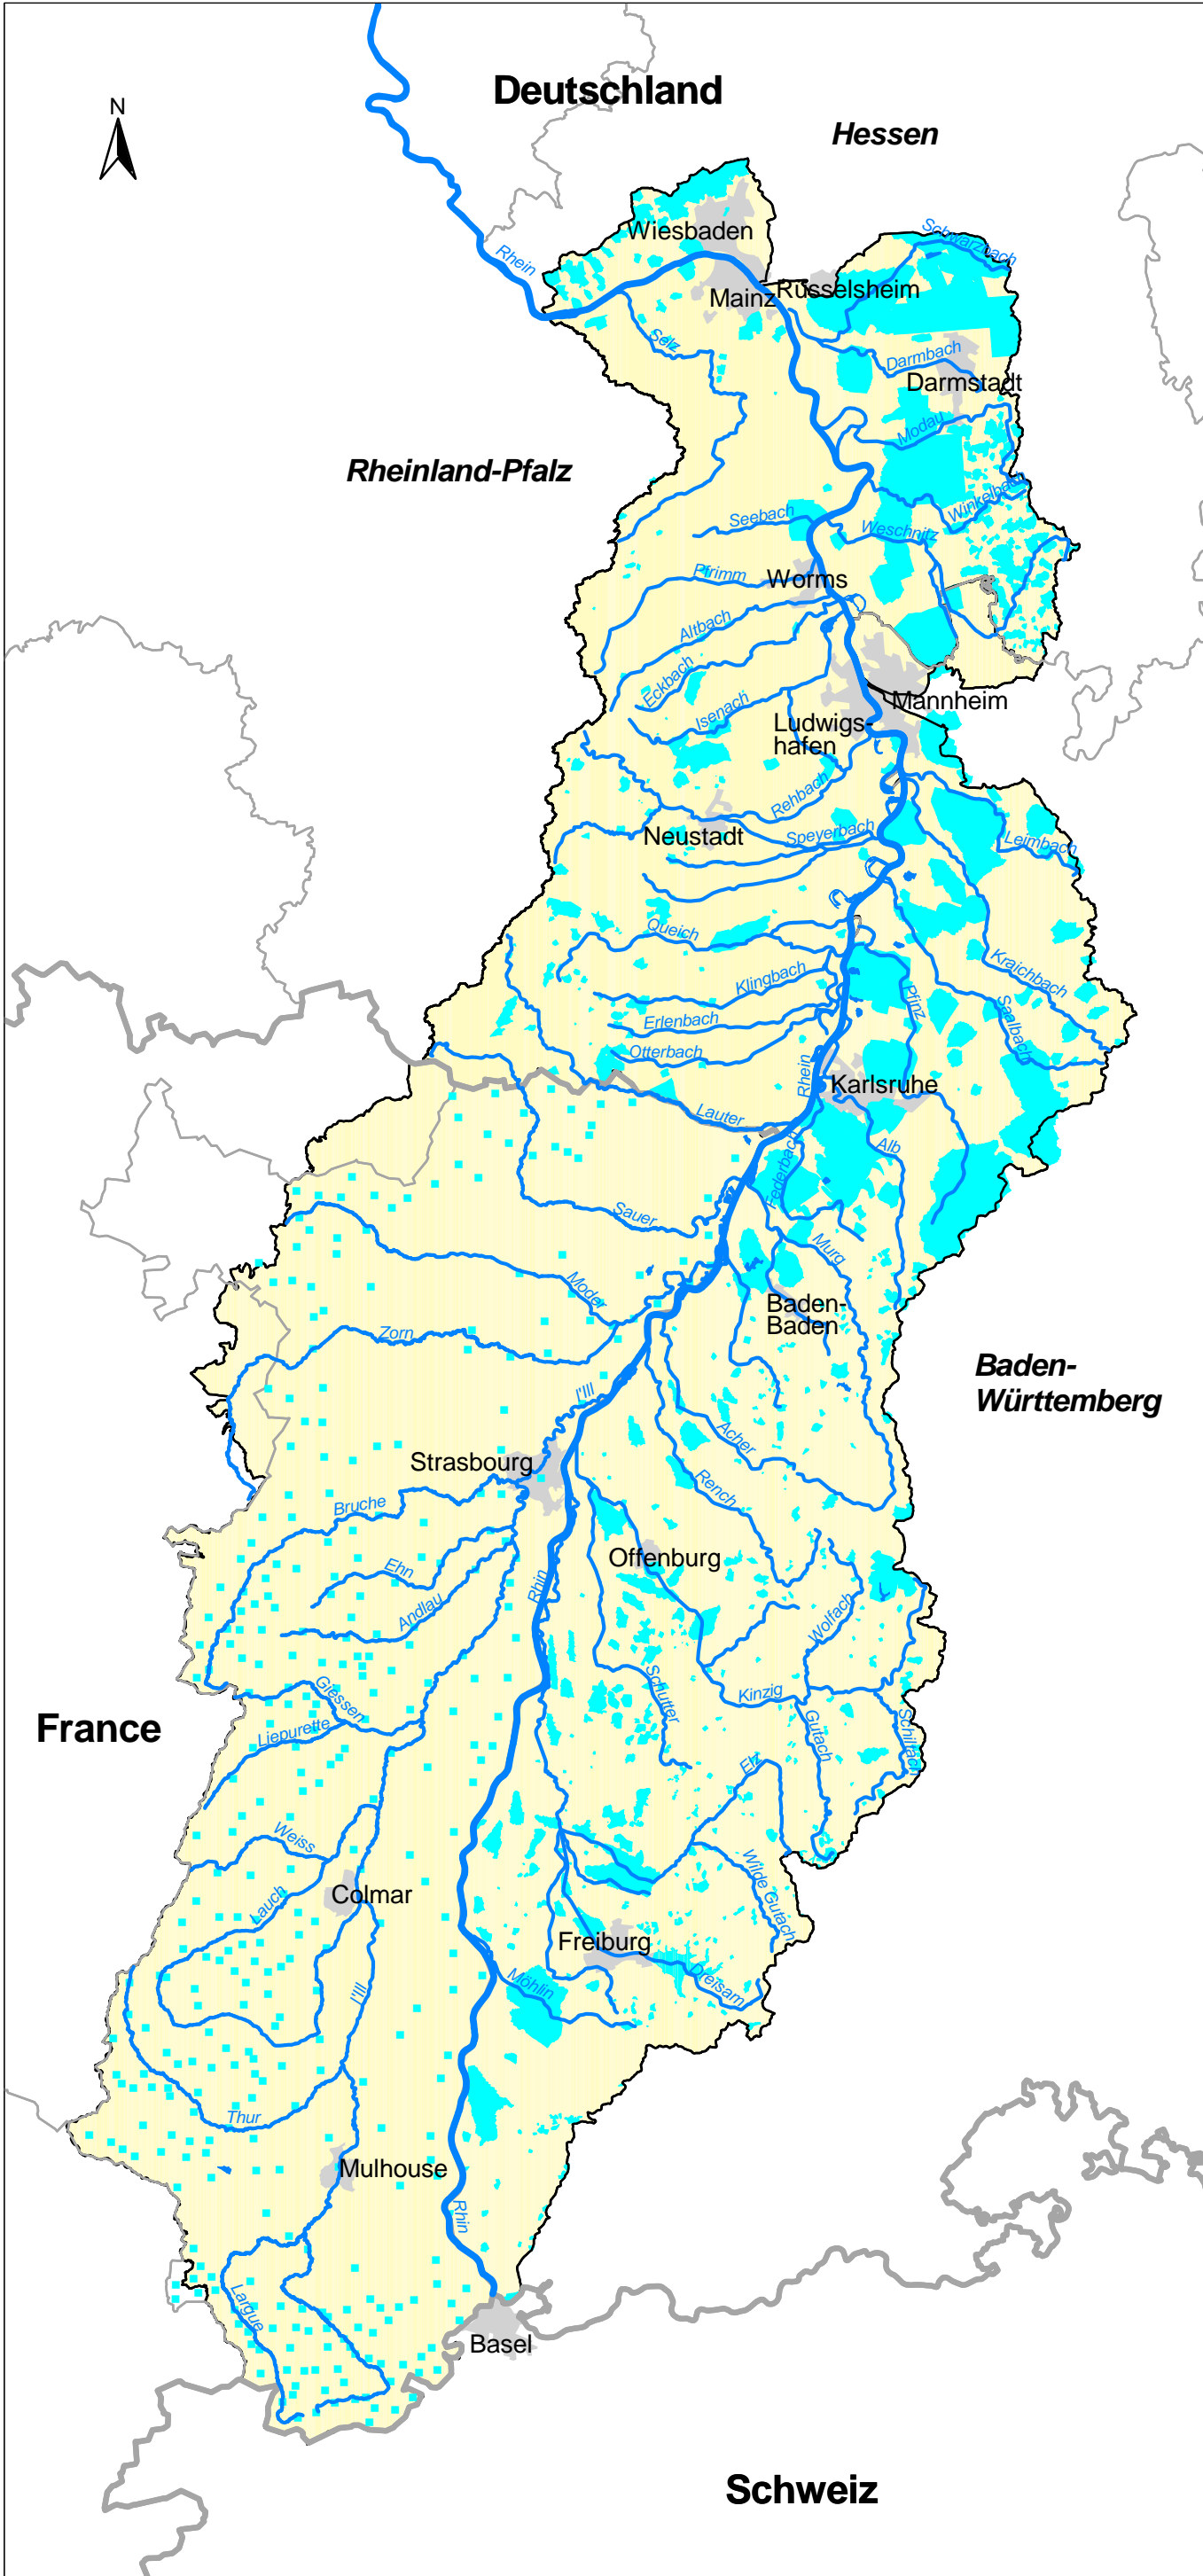 N
Deutschland
Hessen
Wiesbaden
Schwarzbach
Rhein
Mainz
Rüsselsheim
Selz
Darmbach
Darmstadt
Modau
Rheinland-Pfalz
Winkelbach
Seebach
Weschnitz
Pfrimm
Worms
Altbach
Eckbach
Isenach
Mannheim
Ludwigs-
hafen
Rehbach
Neustadt
Speyerbach
Leimbach
Queich
Kraichbach
Klingbach
Pfinz
Erlenbach
Saalbach
Otterbach
Rhein
Karlsruhe
Lauter
Alb
Federbach
Sauer
Murg
Moder
Baden-
Baden
Zorn
Baden-
Württemberg
l'Ill
Acher
Strasbourg
Rench
Bruche
Offenburg
Ehn
Rhin
Andlau
Wolfach
Schutter
Giessen
Kinzig
France
Liepurette
Gutach
Schiltach
Elz
Weiss
Wilde Gutach
Colmar
Lauch
Freiburg
Dreisam
Möhlin
l'Ill
Thur
Mulhouse
Rhin
Largue
Basel
Schweiz